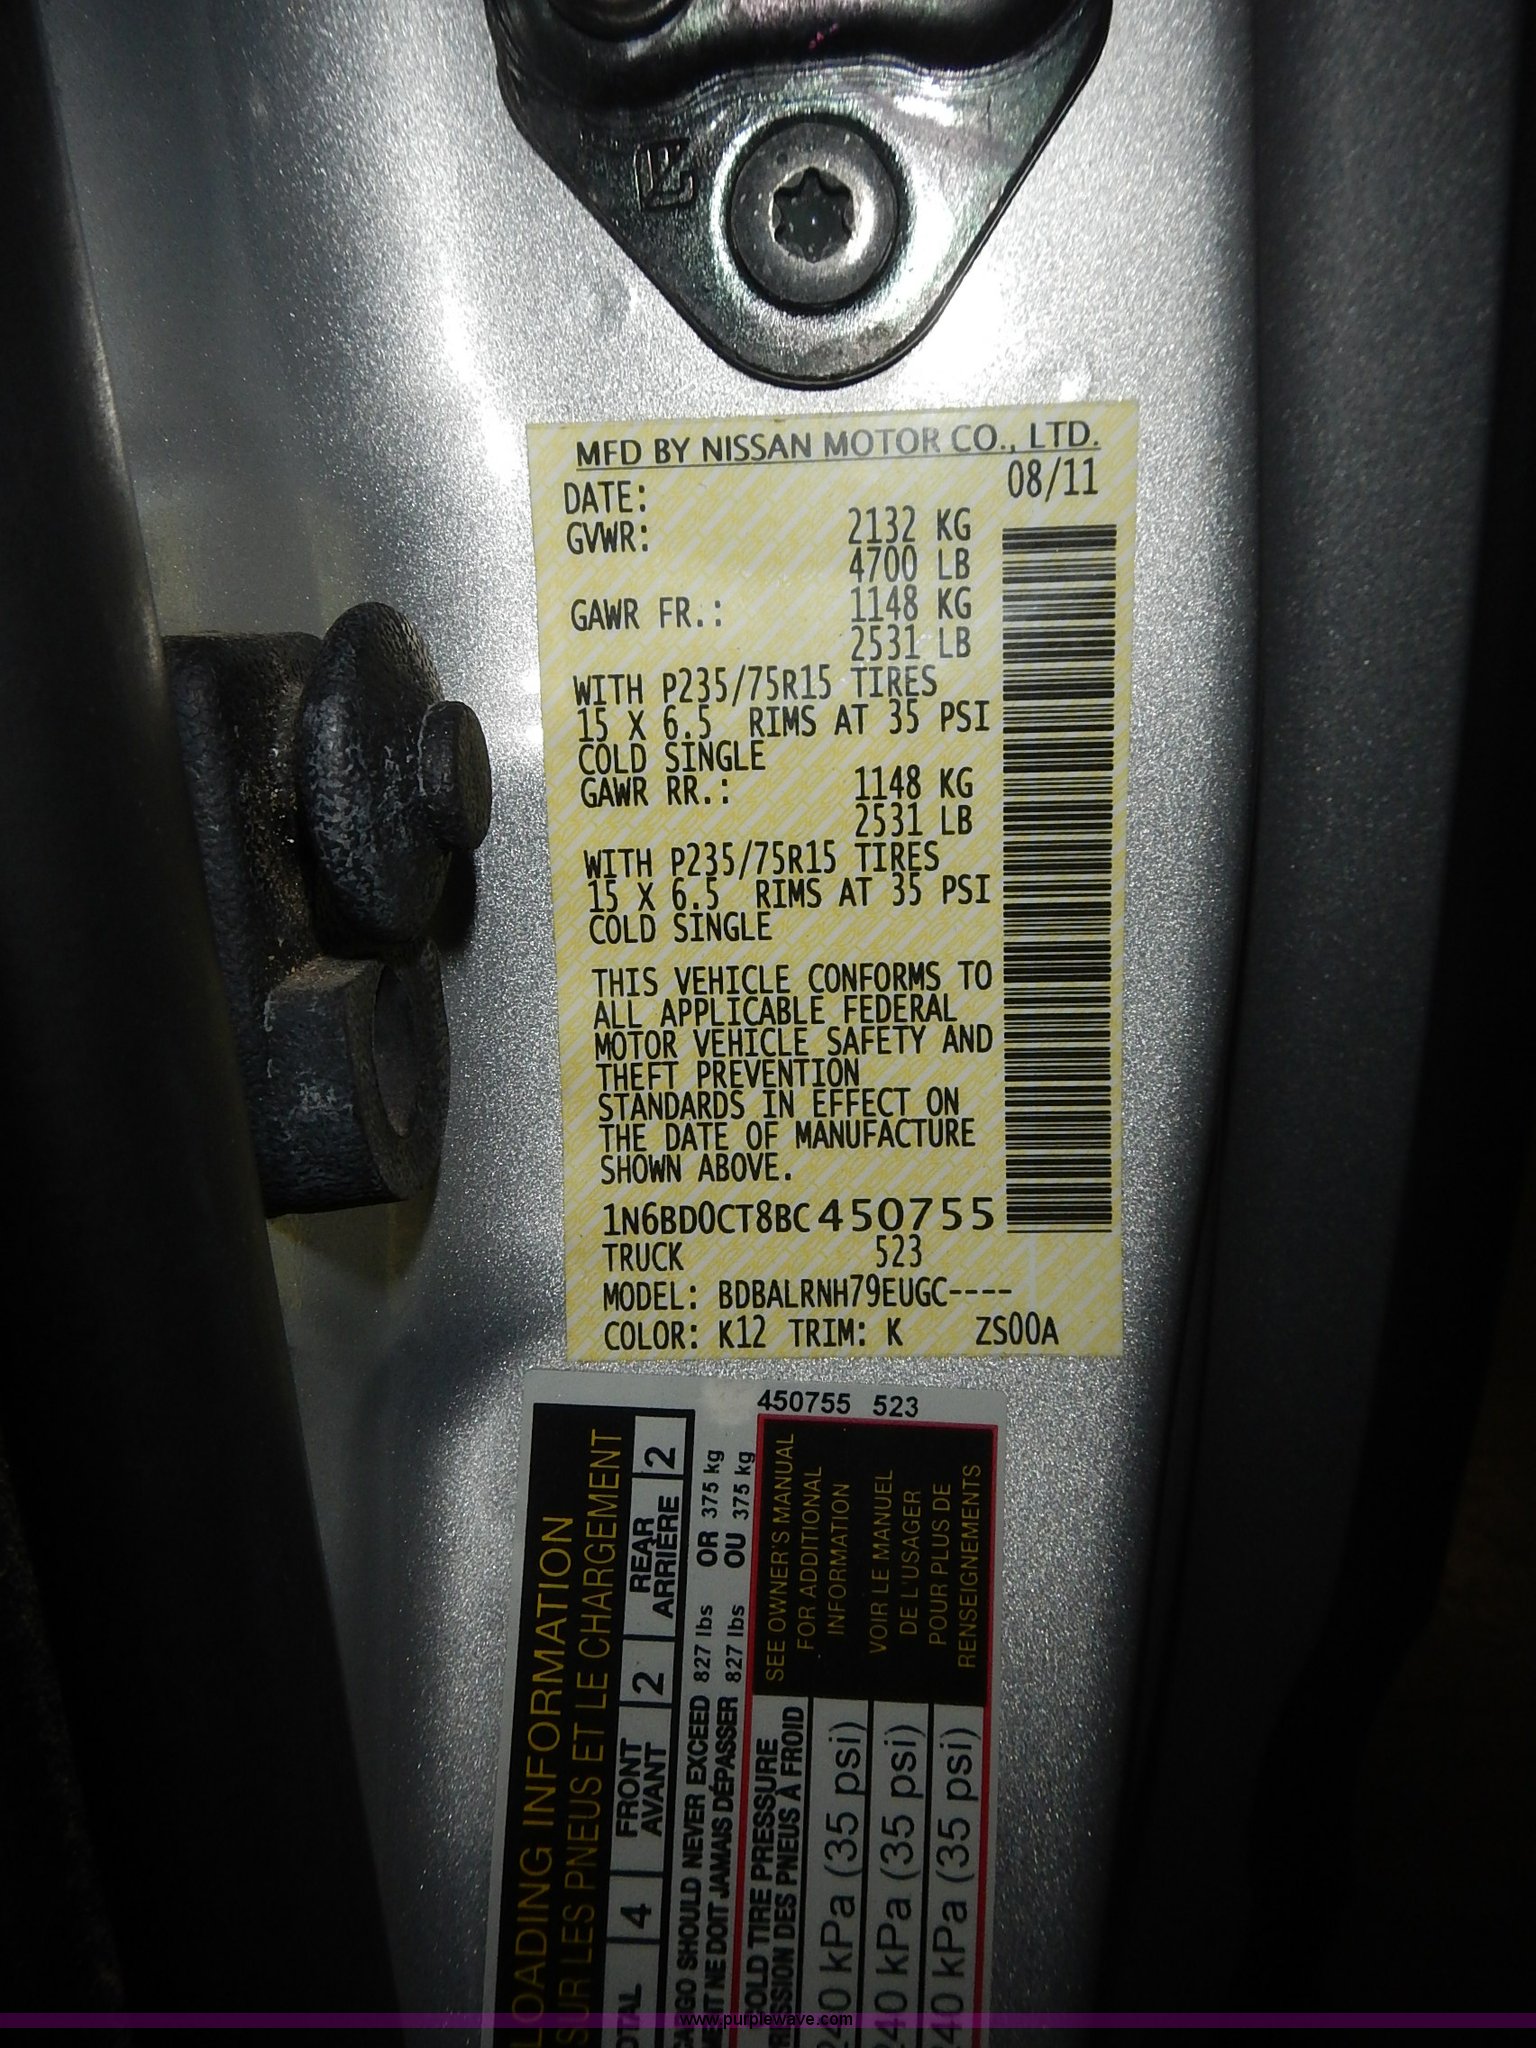 MFD BY NISSAN MOTOR CO., LTD.
DATE: 08/11
GVWR: 2132 KG
4700 LB
GAWR FR.: 1148 KG
2531 LB
WITH P235/75R15 TIRES
15 X 6.5 RIMS AT 35 PSI
COLD SINGLE
GAWR RR.: 1148 KG
2531 LB
WITH P235/75R15 TIRES
15 X 6.5 RIMS AT 35 PSI
COLD SINGLE
THIS VEHICLE CONFORMS TO
ALL APPLICABLE FEDERAL
MOTOR VEHICLE SAFETY AND
THEFT PREVENTION
STANDARDS IN EFFECT ON
THE DATE OF MANUFACTURE
SHOWN ABOVE.
1N6BD0CT8BC450755
TRUCK 523
MODEL: BDBALRNH79EUGC----
COLOR: K12 TRIM: K ZS00A
450755 523
LOADING INFORMATION
SUR LES PNEUS ET LE CHARGEMENT
4 FRONT 2 REAR 2
AVANT ARRIÈRE
SHOULD NEVER EXCEED 827 lbs OR 375 kg
NE DOIT JAMAIS DÉPASSER 827 lbs OU 375 kg
COLD TIRE PRESSURE
DES PNEUS À FROID
240 kPa (35 psi)
240 kPa (35 psi)
240 kPa (35 psi)
SEE OWNER'S MANUAL
FOR ADDITIONAL
INFORMATION
VOIR LE MANUEL
DE L'USAGER
POUR PLUS DE
RENSEIGNEMENTS
www.purplewave.com